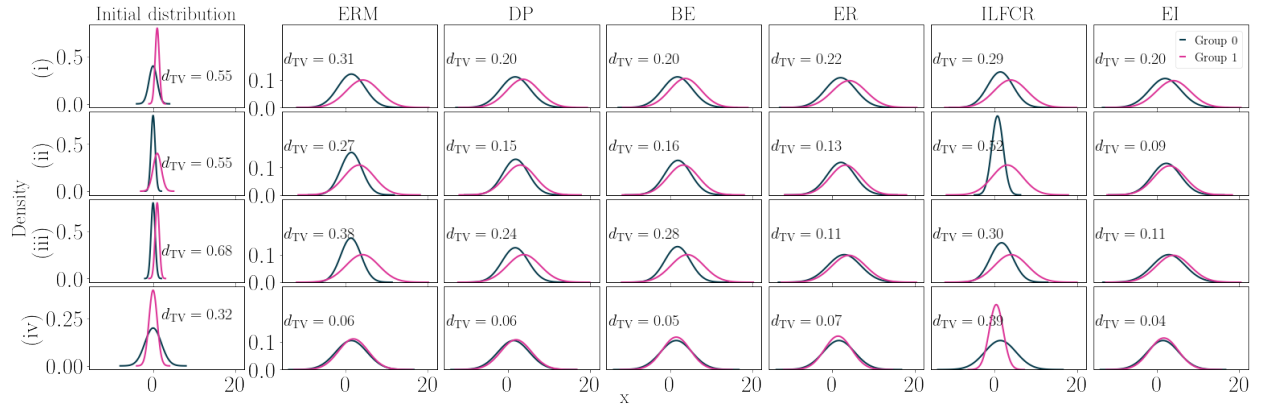 Initial distribution ERM DP BE ER ILFCR EI
Density
(i)
0.5
0.0
d_TV = 0.55
0.1
0.0
d_TV = 0.31
d_TV = 0.20
d_TV = 0.20
d_TV = 0.22
d_TV = 0.29
d_TV = 0.20
Group 0
Group 1
(ii)
0.5
0.0
d_TV = 0.55
0.1
0.0
d_TV = 0.27
d_TV = 0.15
d_TV = 0.16
d_TV = 0.13
d_TV = 0.52
d_TV = 0.09
(iii)
0.5
0.0
d_TV = 0.68
0.1
0.0
d_TV = 0.38
d_TV = 0.24
d_TV = 0.28
d_TV = 0.11
d_TV = 0.30
d_TV = 0.11
(iv)
0.25
0.00
d_TV = 0.32
0.1
0.0
d_TV = 0.06
d_TV = 0.06
d_TV = 0.05
d_TV = 0.07
d_TV = 0.39
d_TV = 0.04
0 20 0 20 0 20 0 20 0 20 0 20 0 20
x